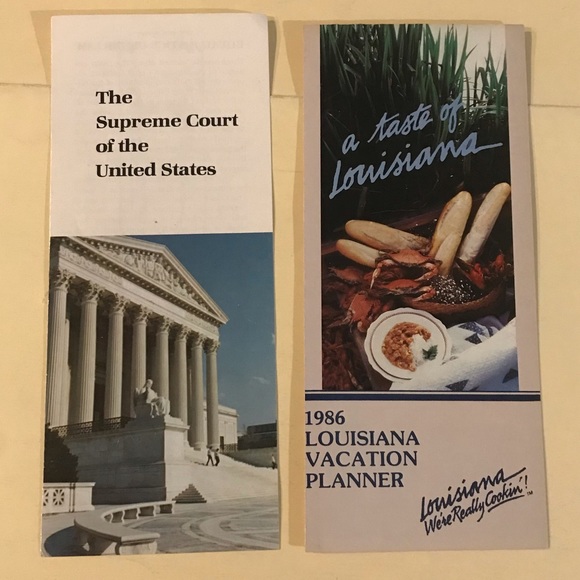 The
Supreme Court
of the
United States
a taste of
Louisiana
1986
LOUISIANA
VACATION
PLANNER
Louisiana
We're Really Cookin'!
TM